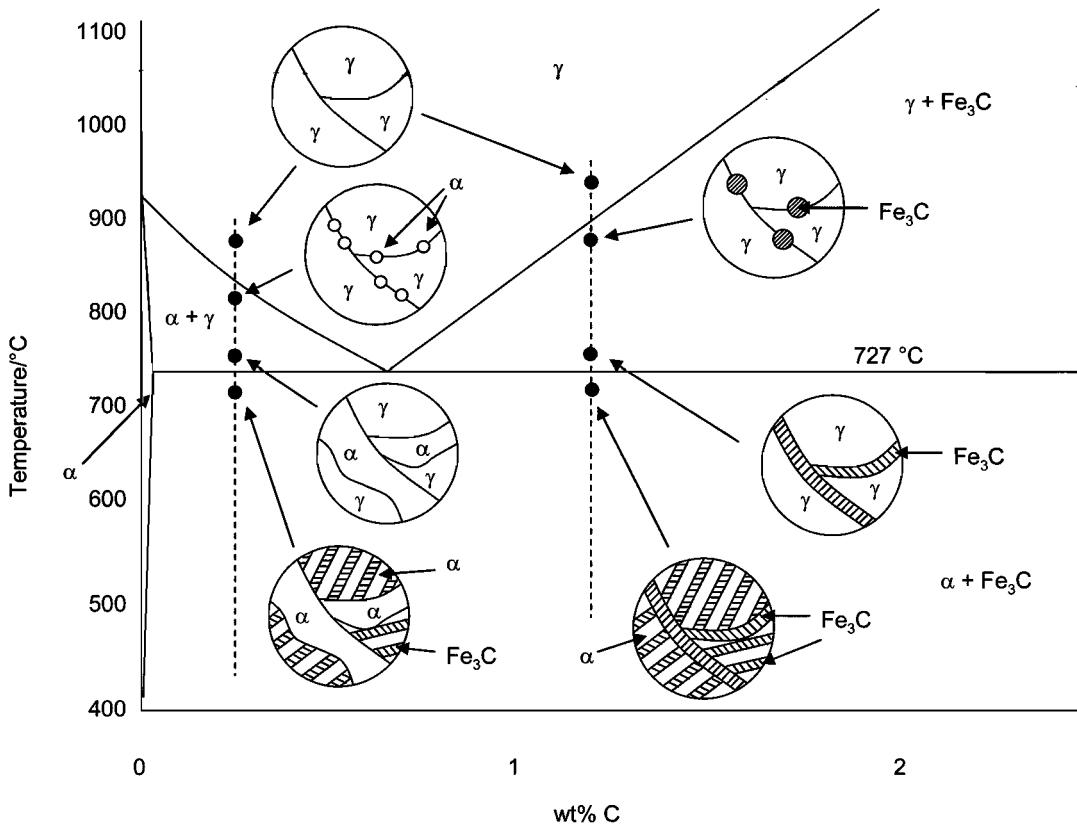 1100
γ
γ
γ
γ
γ + Fe₃C
1000
α
γ
γ
γ
γ
γ
γ
Fe₃C
900
α + γ
800
727 °C
700
Temperature/°C
α
γ
α
α
γ
γ
γ
γ
Fe₃C
600
α
α
α
Fe₃C
500
α + Fe₃C
α
Fe₃C
400
0
1
2
wt% C